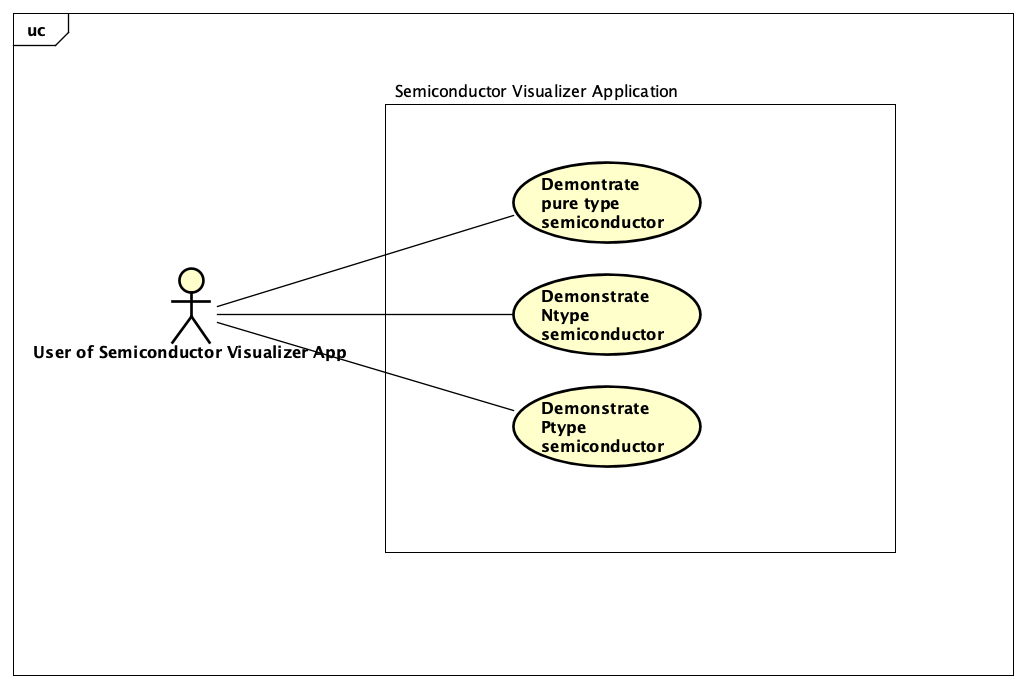 uc
Semiconductor Visualizer Application
Demontrate
pure type
semiconductor
Demonstrate
Ntype
semiconductor
User of Semiconductor Visualizer App
Demonstrate
Ptype
semiconductor